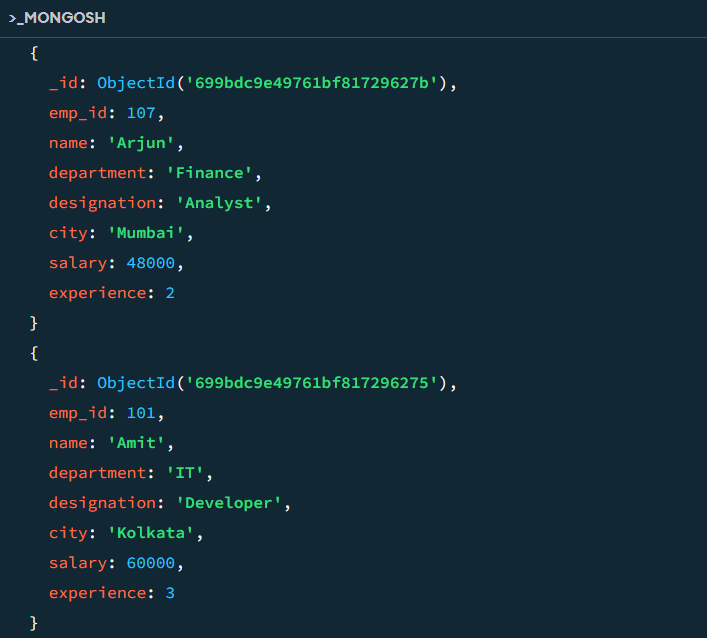 >_MONGOSH
{
_id: ObjectId('699bdc9e49761bf81729627b'),
emp_id: 107,
name: 'Arjun',
department: 'Finance',
designation: 'Analyst',
city: 'Mumbai',
salary: 48000,
experience: 2
}
{
_id: ObjectId('699bdc9e49761bf817296275'),
emp_id: 101,
name: 'Amit',
department: 'IT',
designation: 'Developer',
city: 'Kolkata',
salary: 60000,
experience: 3
}